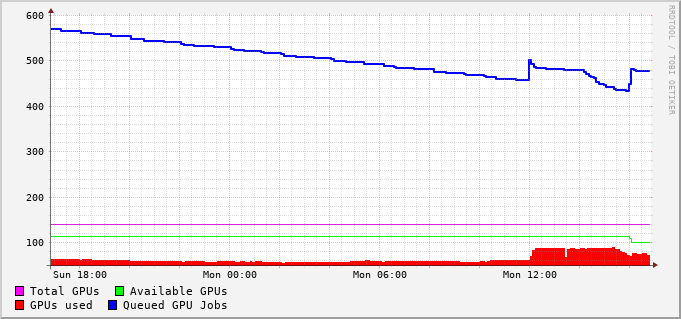 600
500
400
300
200
100
Sun 18:00 Mon 00:00 Mon 06:00 Mon 12:00
Total GPUs Available GPUs
GPUs used Queued GPU Jobs
RRDTOOL / TOBI OETIKER